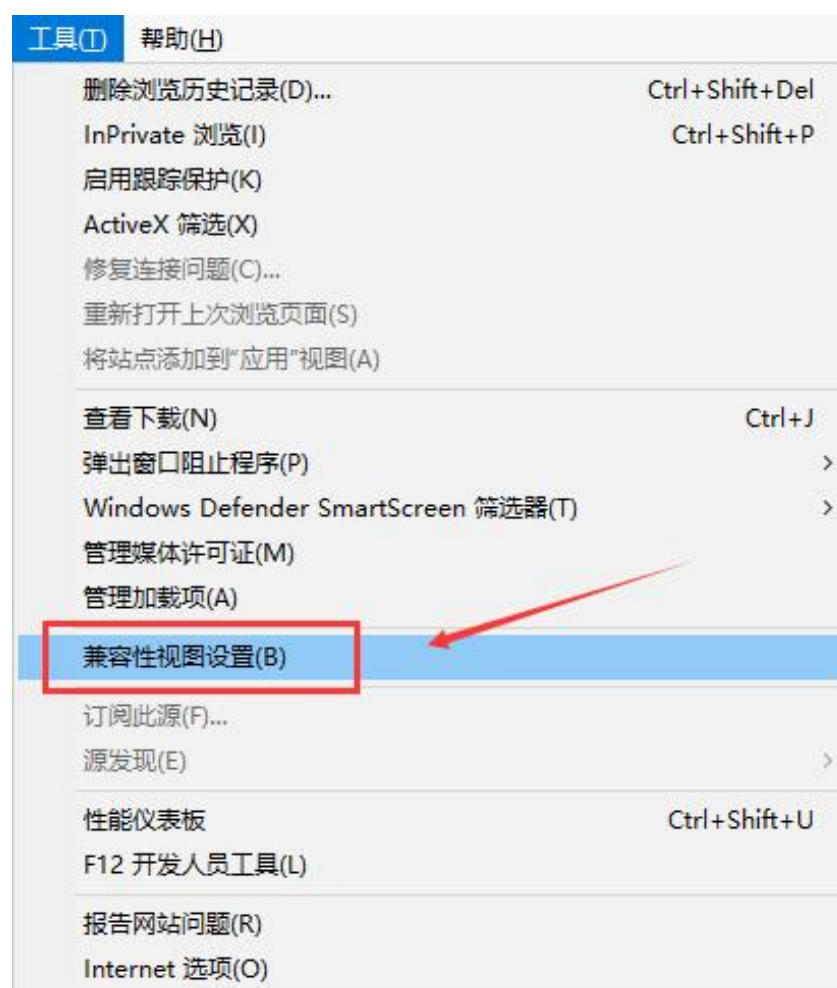 工具(T) 帮助(H)
删除浏览历史记录(D)... Ctrl+Shift+Del
InPrivate 浏览(I) Ctrl+Shift+P
启用跟踪保护(K)
ActiveX 筛选(X)
修复连接问题(C)...
重新打开上次浏览页面(S)
将站点添加到“应用”视图(A)
查看下载(N) Ctrl+J
弹出窗口阻止程序(P)
Windows Defender SmartScreen 筛选器(T)
管理媒体许可证(M)
管理加载项(A)
兼容性视图设置(B)
订阅此源(F)...
源发现(E)
性能仪表板 Ctrl+Shift+U
F12 开发人员工具(L)
报告网站问题(R)
Internet 选项(O)